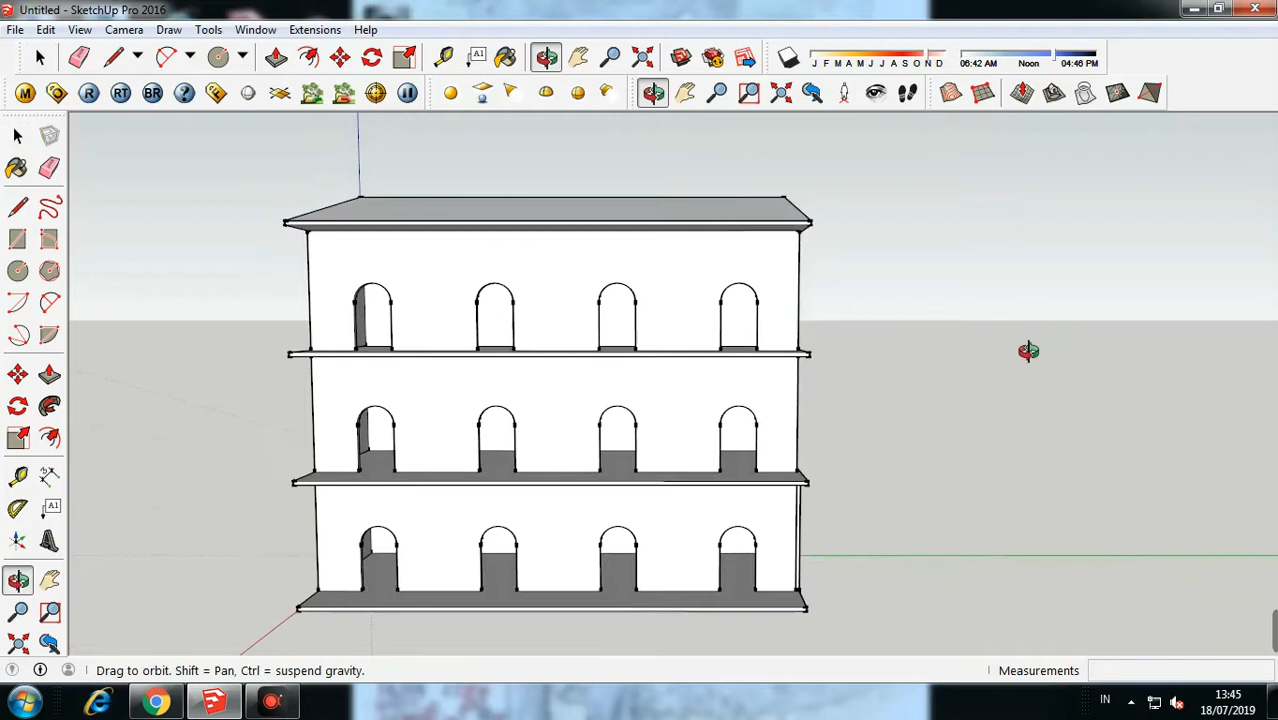 Untitled - SketchUp Pro 2016
File Edit View Camera Draw Tools Window Extensions Help
A1
J F M A M J J A S O N D
06:42 AM Noon 04:46 PM
M R RT BR ?
A1
Drag to orbit. Shift = Pan, Ctrl = suspend gravity.
Measurements
IN
13:45
18/07/2019